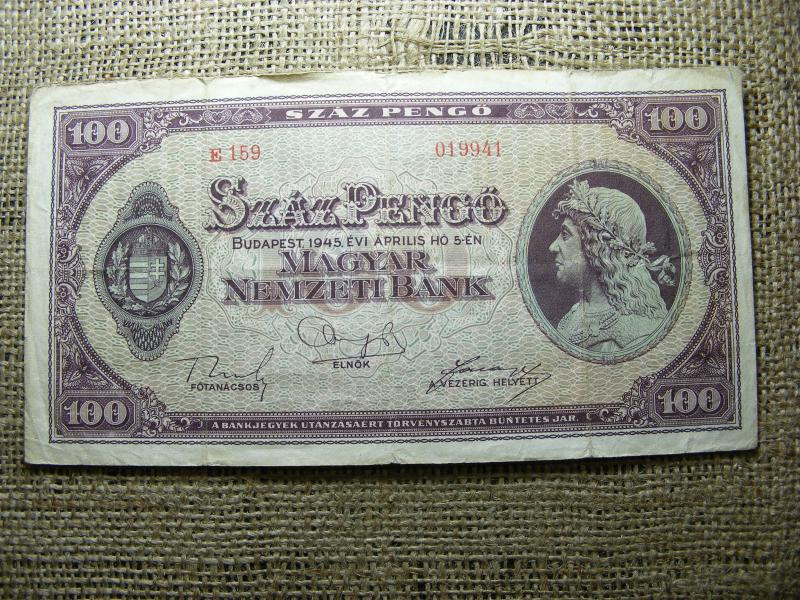 SZÁZ PENGŐ
100 100
E 159 019941
SZÁZ PENGŐ
BUDAPEST, 1945. ÉVI ÁPRILIS HÓ 5-ÉN
MAGYAR
NEMZETI BANK
FŐTANÁCSOS ELNÖK A VEZÉRIG. HELYETT
100 100
A BANKJEGYEK UTÁNZÁSÁÉRT TÖRVÉNYSZABTA BÜNTETÉS JÁR.